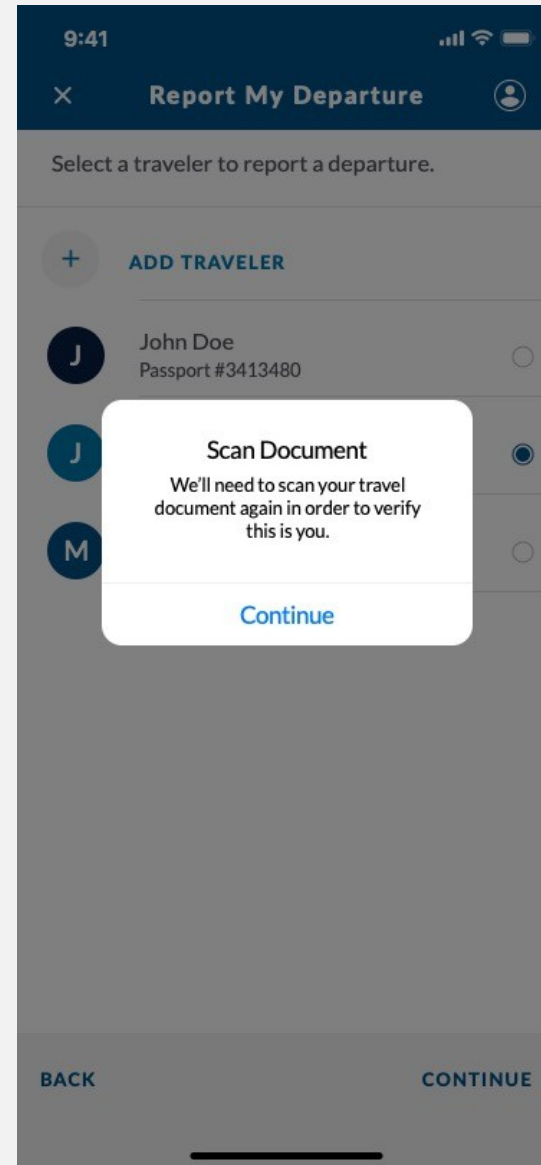 9:41
Report My Departure
Select a traveler to report a departure.
+ ADD TRAVELER
J
John Doe
Passport #3413480
J
Scan Document
We'll need to scan your travel
document again in order to verify
this is you.
M
Continue
BACK
CONTINUE